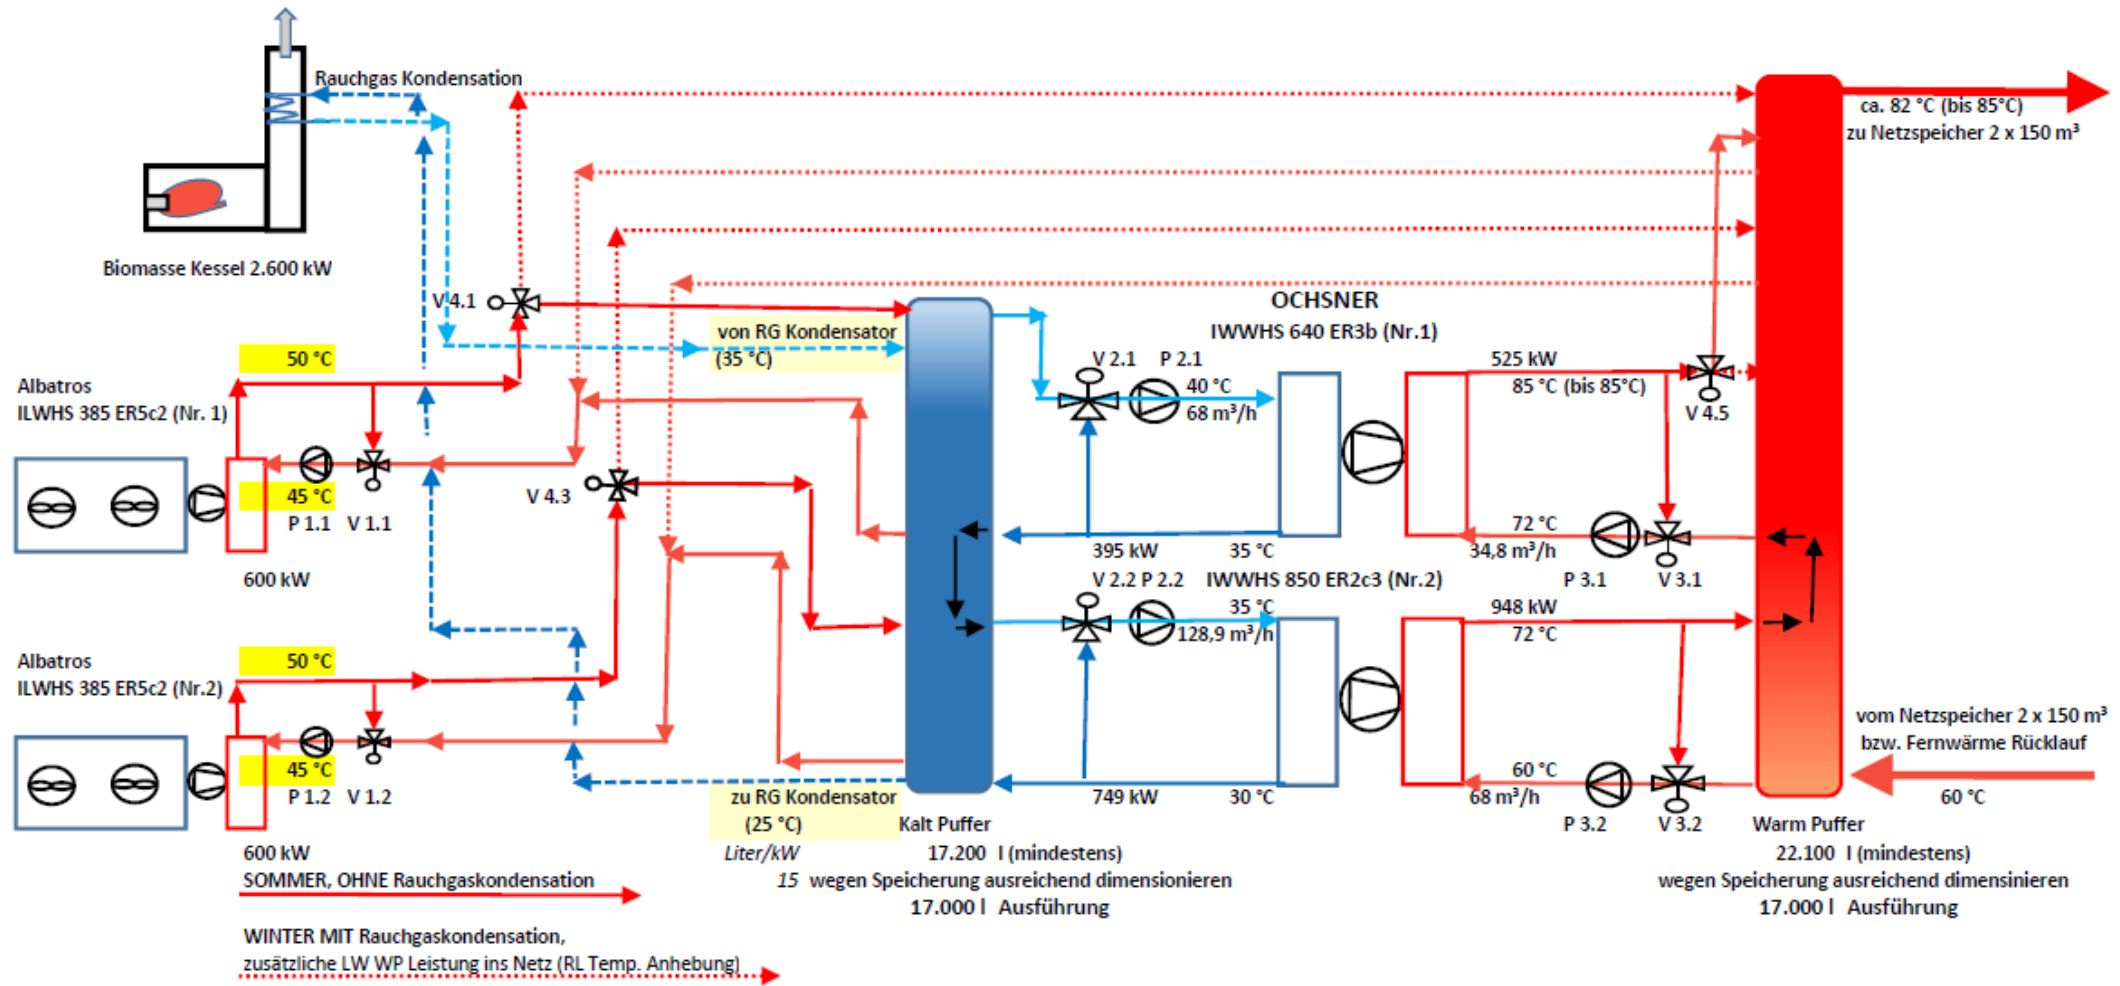 Rauchgas Kondensation
ca. 82 °C (bis 85°C)
zu Netzspeicher 2 x 150 m³
Biomasse Kessel 2.600 kW
V 4.1
OCHSNER
IWWHS 640 ER3b (Nr.1)
von RG Kondensator
(35 °C)
50 °C
Albatros
ILWHS 385 ER5c2 (Nr. 1)
V 2.1 P 2.1
40 °C
68 m³/h
525 kW
85 °C (bis 85°C)
V 4.5
45 °C
P 1.1 V 1.1
V 4.3
600 kW
395 kW
35 °C
72 °C
34,8 m³/h
P 3.1
V 3.1
V 2.2 P 2.2
IWWHS 850 ER2c3 (Nr.2)
35 °C
128,9 m³/h
948 kW
72 °C
50 °C
Albatros
ILWHS 385 ER5c2 (Nr.2)
45 °C
P 1.2 V 1.2
vom Netzspeicher 2 x 150 m³
bzw. Fernwärme Rücklauf
60 °C
749 kW
30 °C
60 °C
68 m³/h
P 3.2
V 3.2
zu RG Kondensator
(25 °C)
Kalt Puffer
Warm Puffer
600 kW
Liter/kW
17.200 l (mindestens)
22.100 l (mindestens)
SOMMER, OHNE Rauchgaskondensation
15 wegen Speicherung ausreichend dimensionieren
wegen Speicherung ausreichend dimensinieren
17.000 l Ausführung
17.000 l Ausführung
WINTER MIT Rauchgaskondensation,
zusätzliche LW WP Leistung ins Netz (RL Temp. Anhebung)